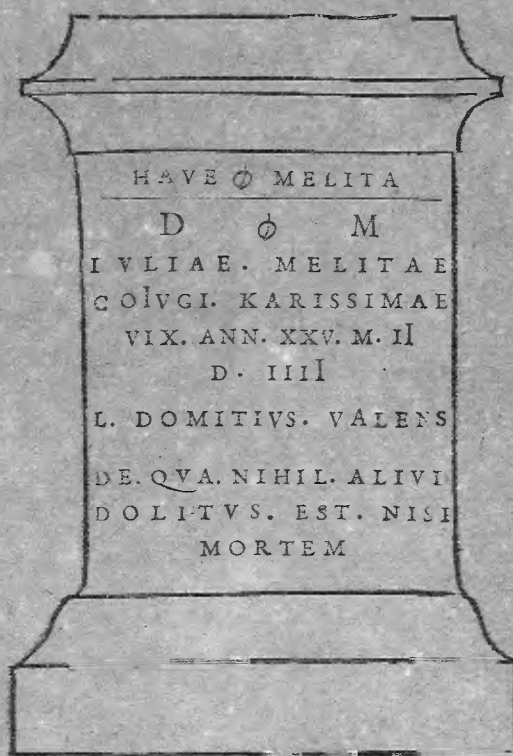 HAVE MELITA
D M
IVLIAE. MELITAE
COIVGI. KARISSIMAE
VIX. ANN. XXV. M. II
D. IIII
L. DOMITIVS. VALENS
DE. QVA. NIHIL. ALIVI
DOLITVS. EST. NISI
MORTEM